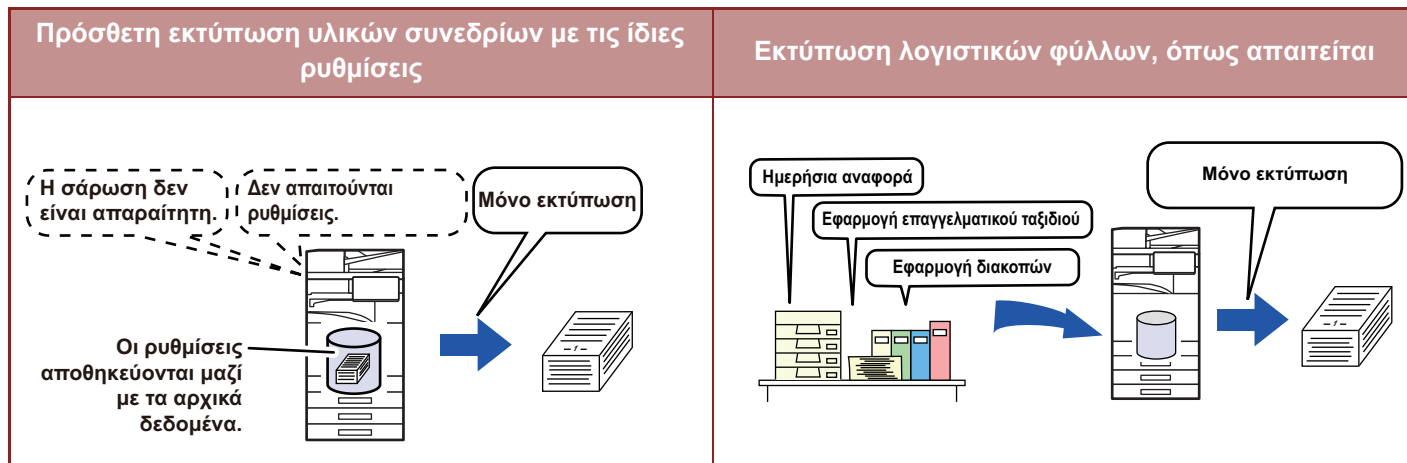 Πρόσθετη εκτύπωση υλικών συνεδρίων με τις ίδιες
ρυθμίσεις
Η σάρωση δεν
είναι απαραίτητη.
Δεν απαιτούνται
ρυθμίσεις.
Μόνο εκτύπωση
Οι ρυθμίσεις
αποθηκεύονται μαζί
με τα αρχικά
δεδομένα.
-1-
Εκτύπωση λογιστικών φύλλων, όπως απαιτείται
Ημερήσια αναφορά
Εφαρμογή επαγγελματικού ταξιδιού
Εφαρμογή διακοπών
Μόνο εκτύπωση
-1-